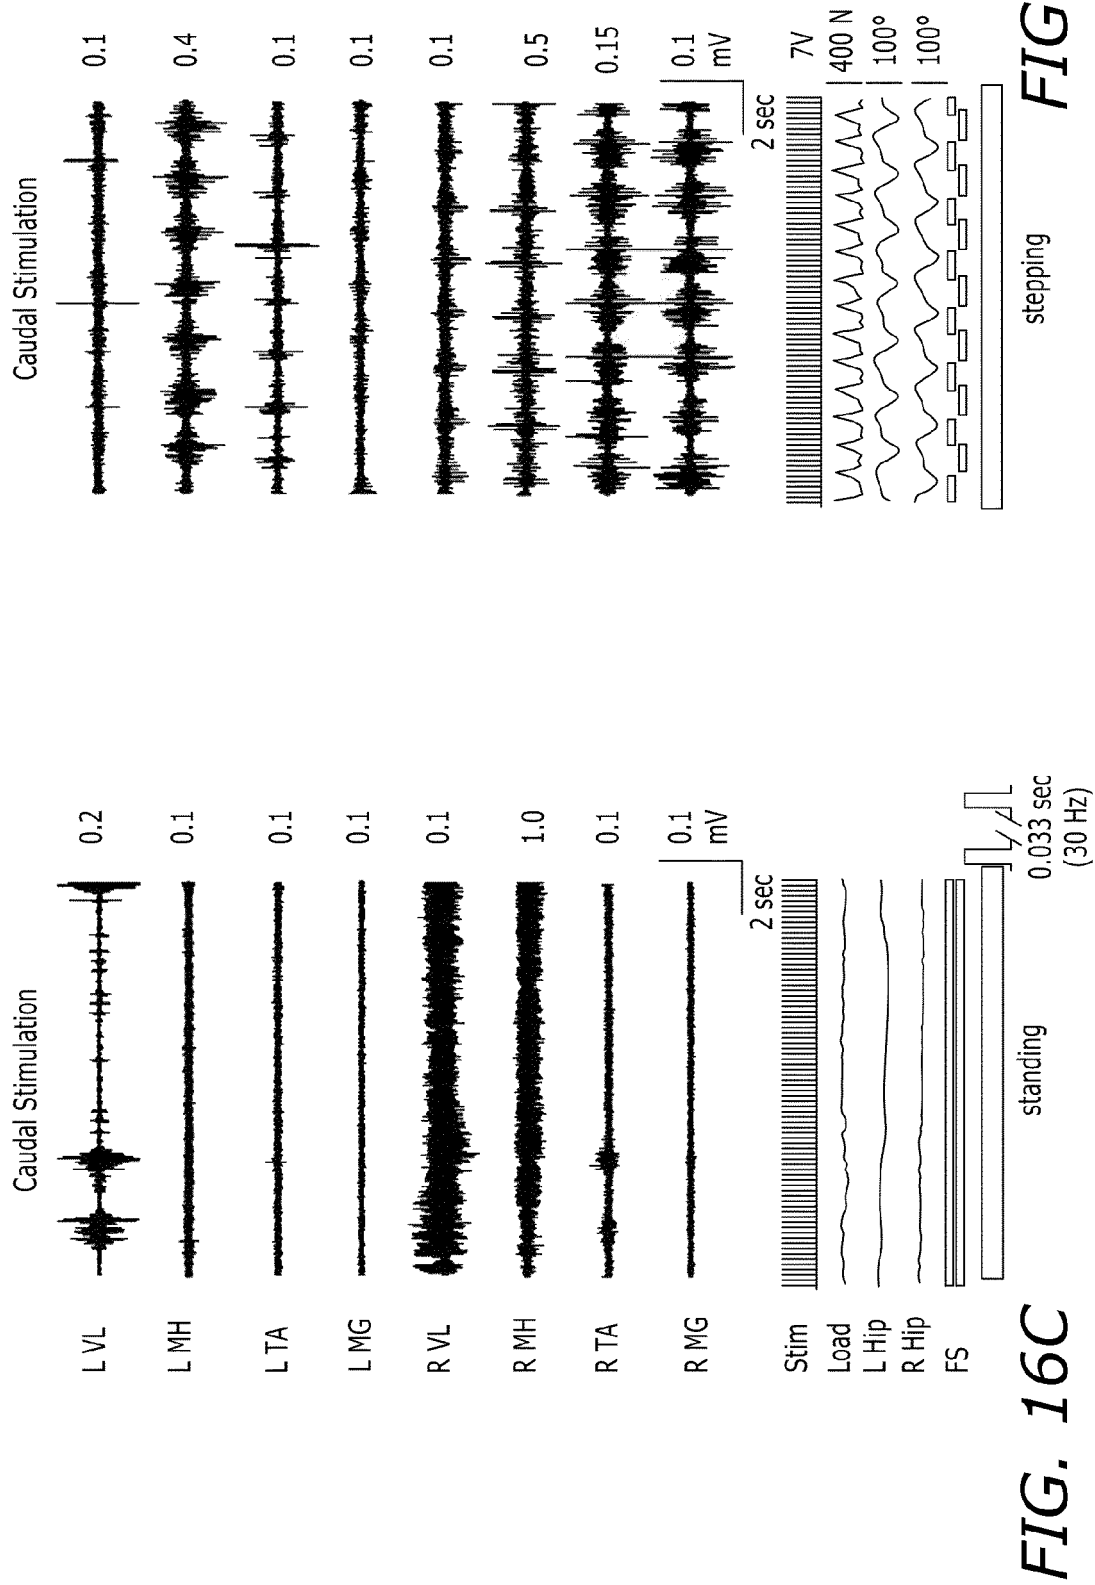 Caudal Stimulation
L VL
0.2
L MH
0.1
L TA
0.1
L MG
0.1
R VL
0.1
R MH
1.0
R TA
0.1
R MG
0.1
mV
2 sec
Stim
Load
L Hip
R Hip
FS
0.033 sec
(30 Hz)
standing
FIG. 16C
Caudal Stimulation
0.1
0.4
0.1
0.1
0.1
0.5
0.15
0.1
mV
2 sec
7V
400 N
100°
100°
stepping
FIG